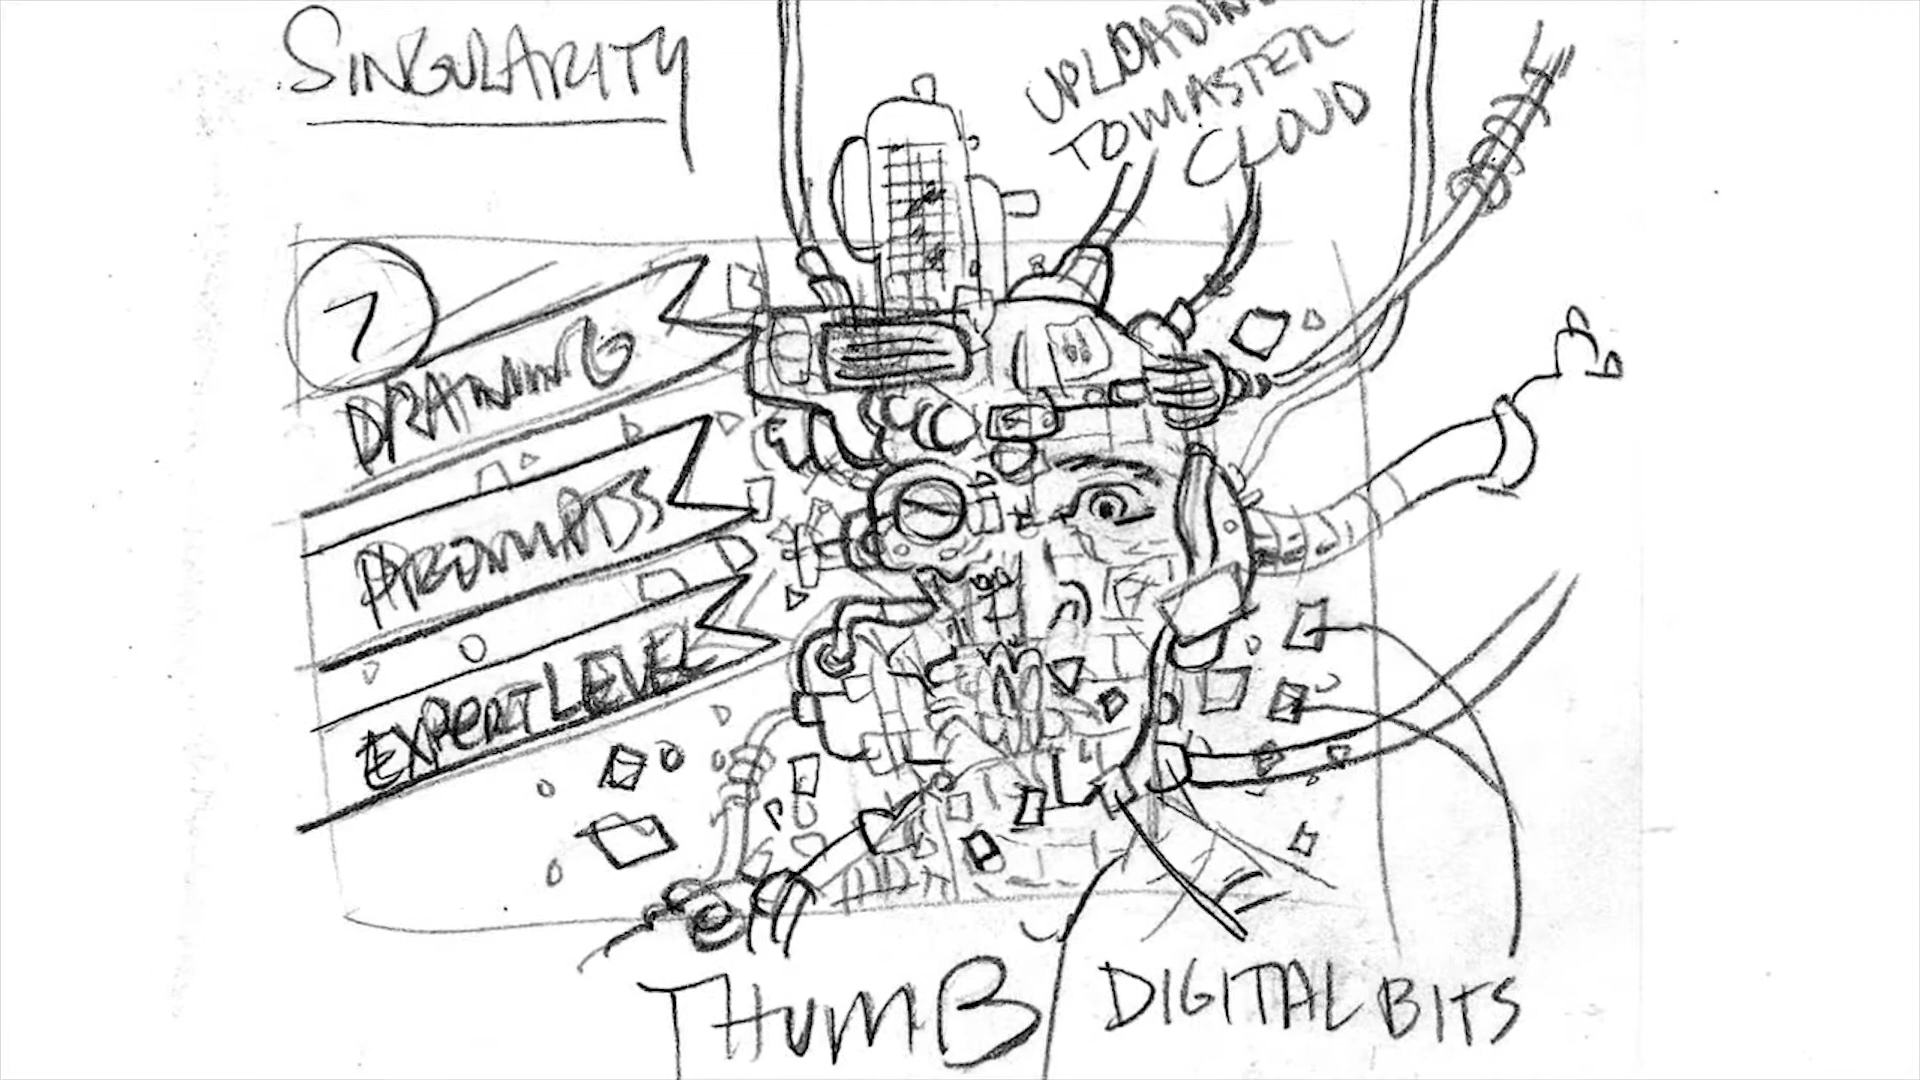 SINGULARITY
UPLOADING
TO MASTER
CLOUD
7
DRAWING
PROMPTS
EXPERT LEVEL
THUMB
DIGITAL BITS